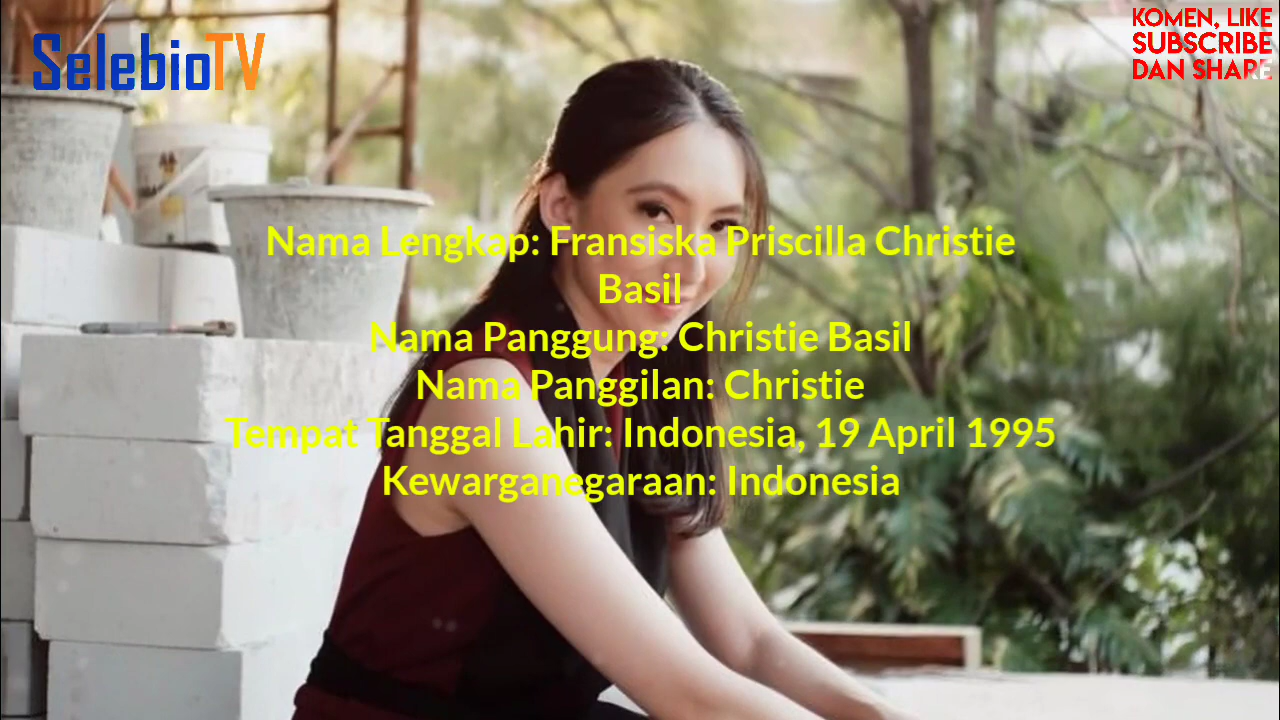 SelebioTV
KOMEN, LIKE
SUBSCRIBE
DAN SHARE
Nama Lengkap: Fransiska Priscilla Christie
Basil
Nama Panggung: Christie Basil
Nama Panggilan: Christie
Tempat Tanggal Lahir: Indonesia, 19 April 1995
Kewarganegaraan: Indonesia